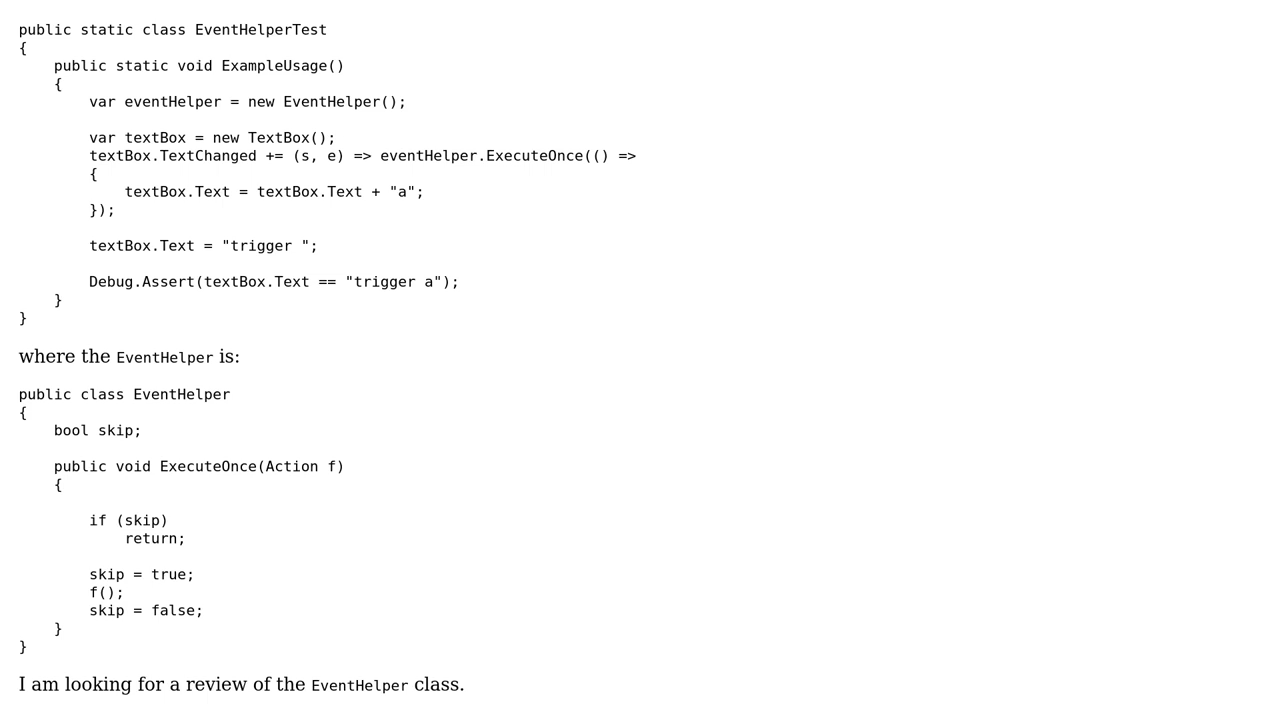 public static class EventHelperTest
{
    public static void ExampleUsage()
    {
        var eventHelper = new EventHelper();

        var textBox = new TextBox();
        textBox.TextChanged += (s, e) => eventHelper.ExecuteOnce(() =>
        {
            textBox.Text = textBox.Text + "a";
        });

        textBox.Text = "trigger ";

        Debug.Assert(textBox.Text == "trigger a");
    }
}
where the EventHelper is:
public class EventHelper
{
    bool skip;

    public void ExecuteOnce(Action f)
    {

        if (skip)
            return;

        skip = true;
        f();
        skip = false;
    }
}
I am looking for a review of the EventHelper class.